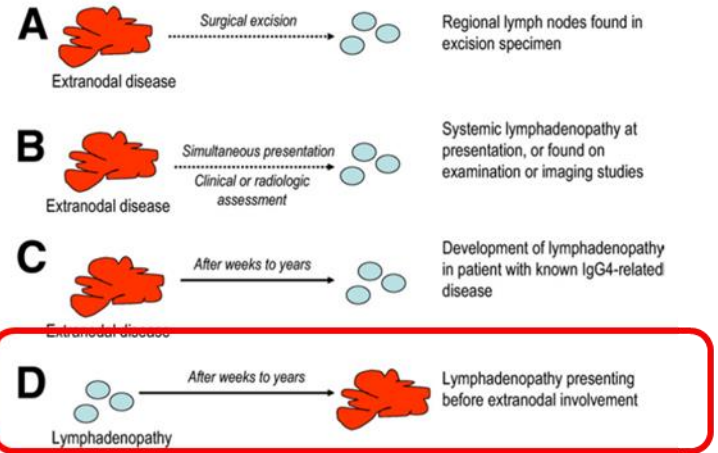 A
Surgical excision
Regional lymph nodes found in
excision specimen
Extranodal disease
B
Simultaneous presentation
Clinical or radiologic
assessment
Systemic lymphadenopathy at
presentation, or found on
examination or imaging studies
Extranodal disease
C
After weeks to years
Development of lymphadenopathy
in patient with known IgG4-related
disease
Extranodal disease
D
After weeks to years
Lymphadenopathy presenting
before extranodal involvement
Lymphadenopathy